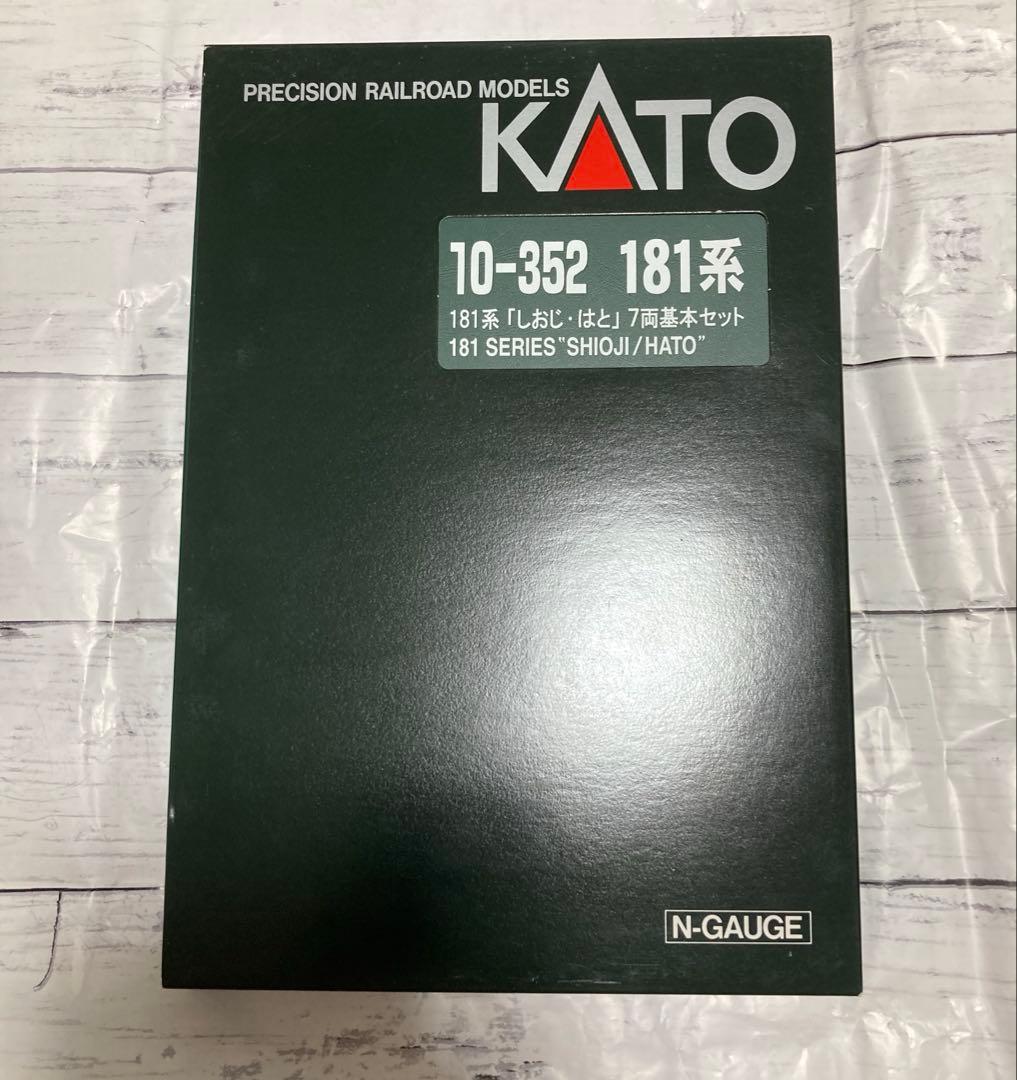 PRECISION RAILROAD MODELS
KATO
10-352 181系
181系「しおじ・はと」7両基本セット
181 SERIES "SHIOJI/HATO"
N-GAUGE